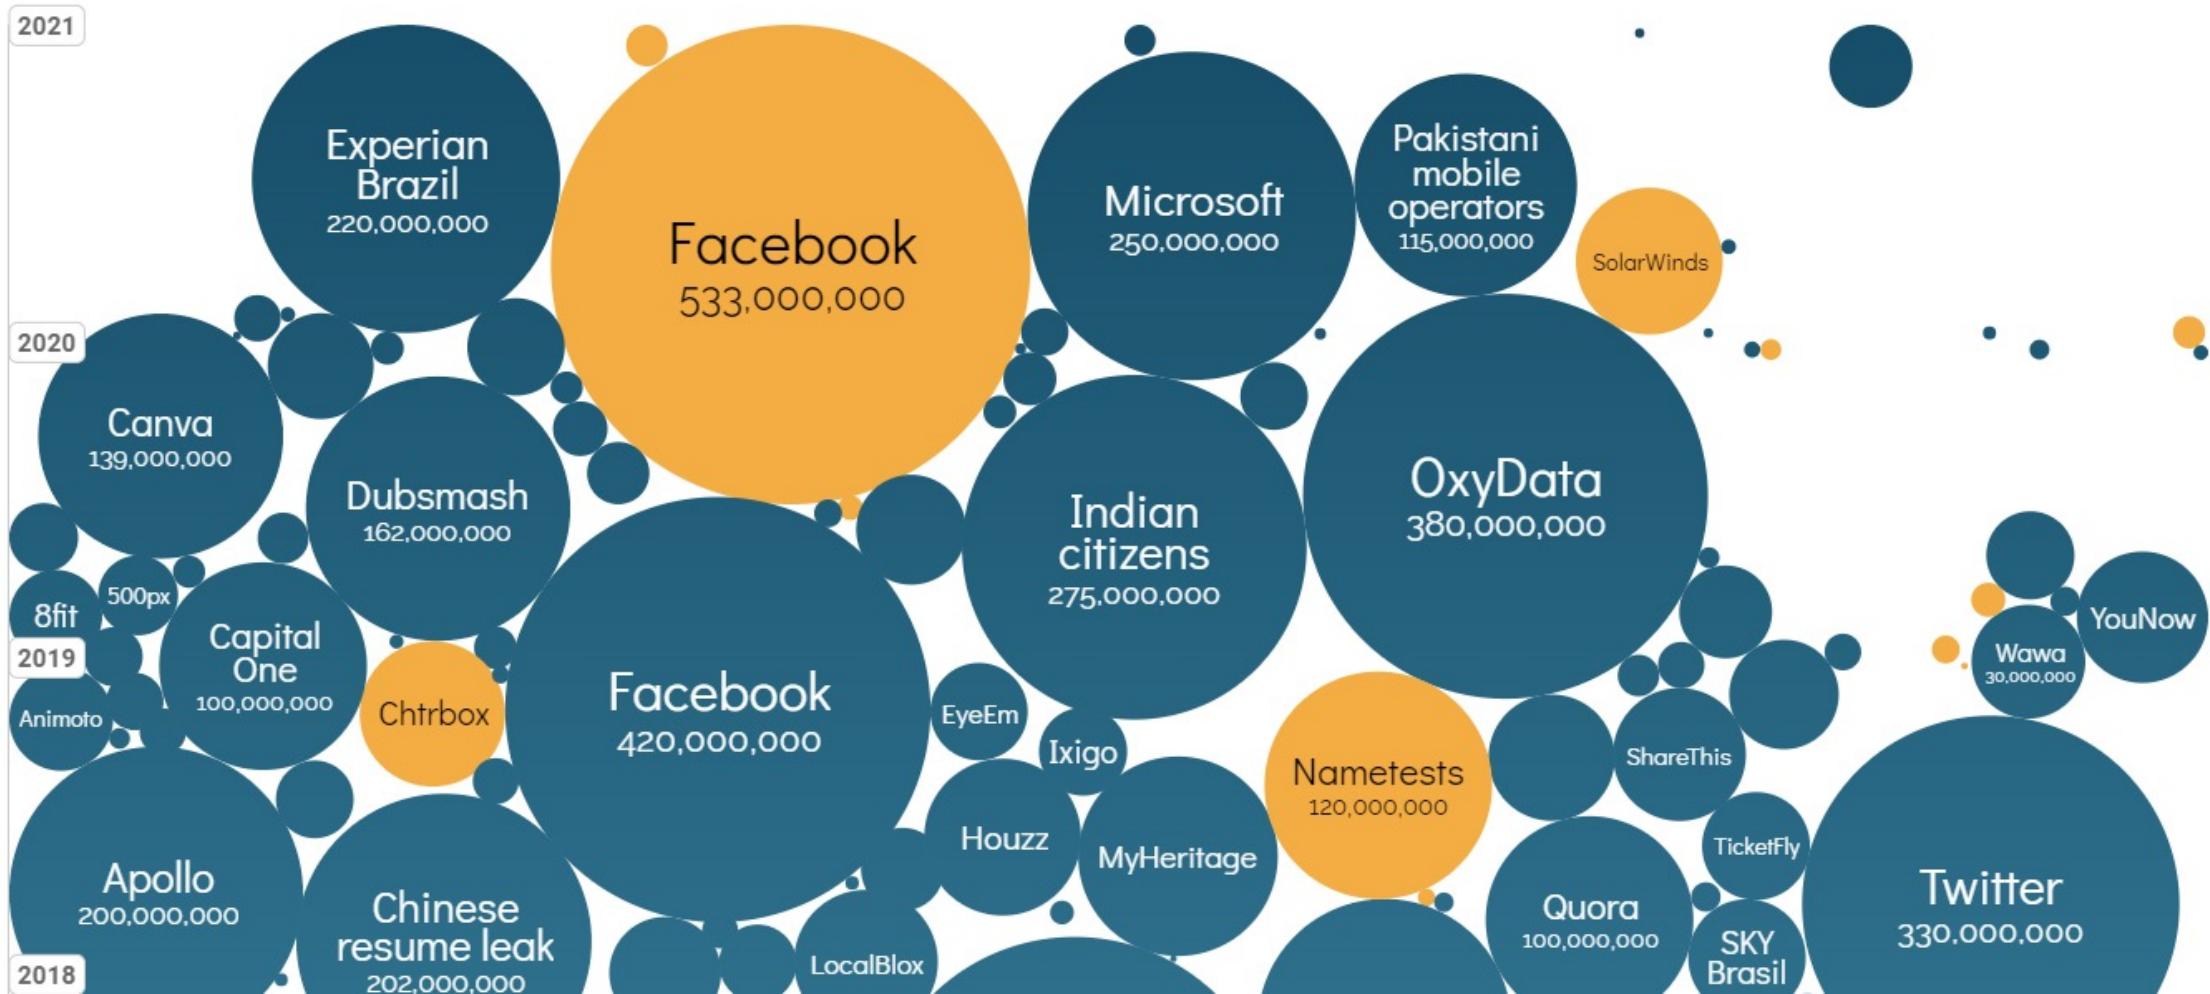 2021
Experian
Brazil
220,000,000
Facebook
533,000,000
Microsoft
250,000,000
Pakistani
mobile
operators
115,000,000
SolarWinds
2020
Canva
139,000,000
Dubsmash
162,000,000
Indian
citizens
275,000,000
OxyData
380,000,000
8fit
500px
Capital
One
100,000,000
YouNow
Wawa
30,000,000
2019
Animoto
Chtrbox
Facebook
420,000,000
EyeEm
Ixigo
Nametests
120,000,000
ShareThis
Houzz
MyHeritage
TicketFly
Apollo
200,000,000
Chinese
resume leak
202,000,000
Quora
100,000,000
Twitter
330,000,000
LocalBlox
SKY
Brasil
2018